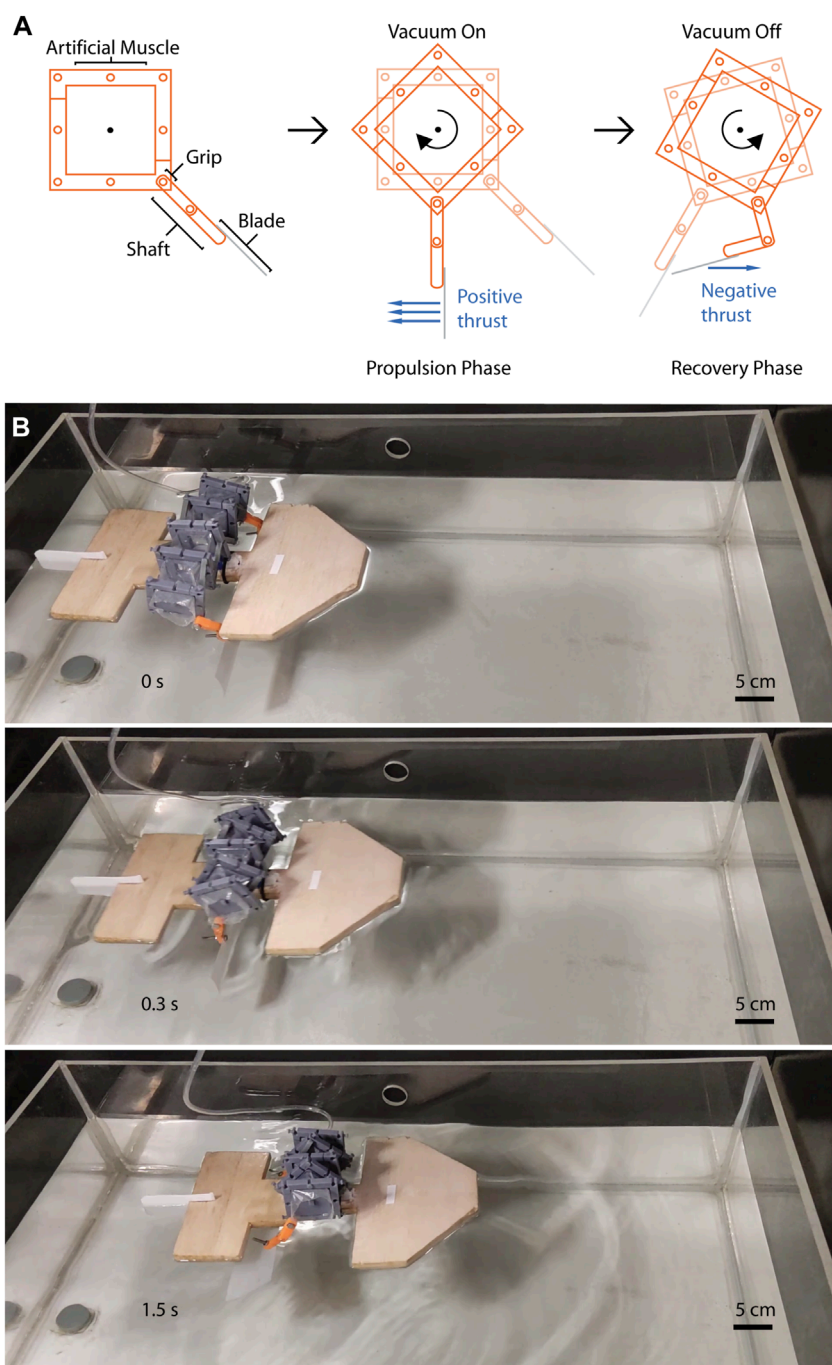 A
Artificial Muscle
Grip
Shaft
Blade
Vacuum On
Positive
thrust
Propulsion Phase
Vacuum Off
Negative
thrust
Recovery Phase
B
0 s
5 cm
0.3 s
5 cm
1.5 s
5 cm